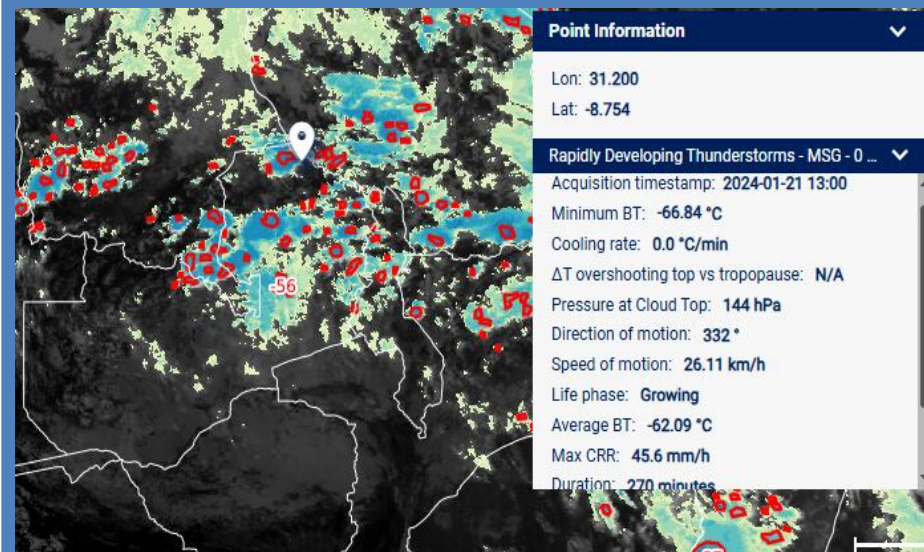 Point Information
Lon: 31.200
Lat: -8.754
Rapidly Developing Thunderstorms - MSG - 0 ...
Acquisition timestamp: 2024-01-21 13:00
Minimum BT: -66.84 °C
Cooling rate: 0.0 °C/min
ΔT overshooting top vs tropopause: N/A
Pressure at Cloud Top: 144 hPa
Direction of motion: 332 °
Speed of motion: 26.11 km/h
Life phase: Growing
Average BT: -62.09 °C
Max CRR: 45.6 mm/h
Duration: 270 minutes
-56